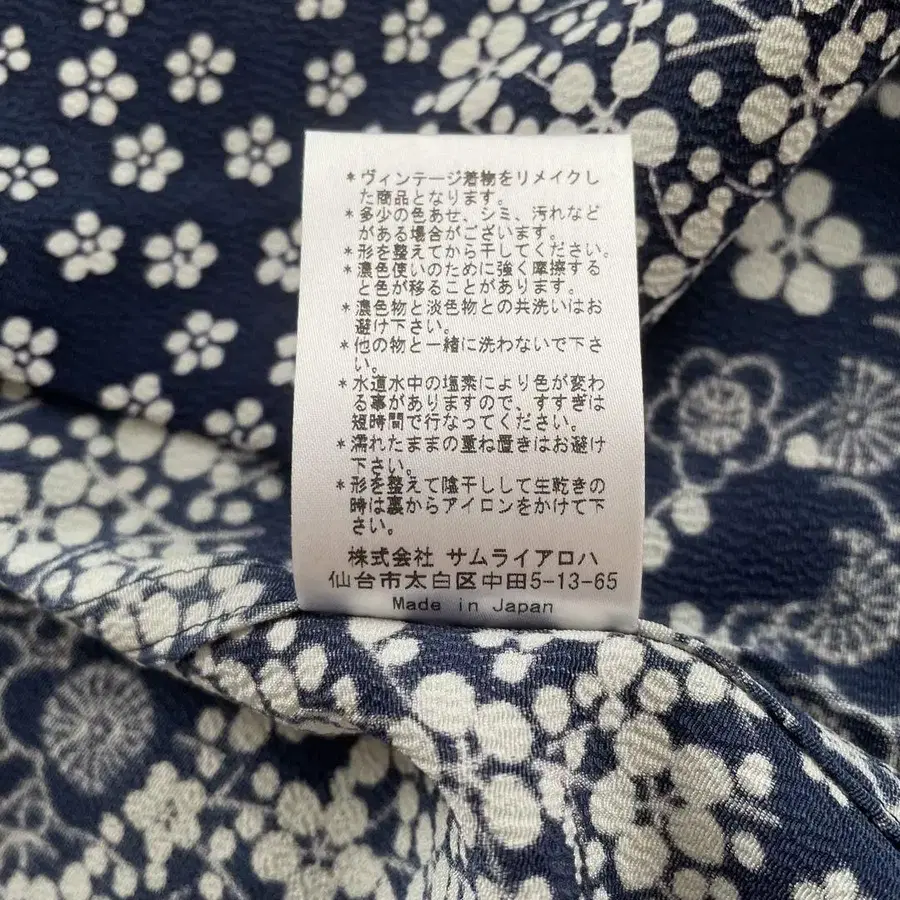 *ヴィンテージ着物をリメイクし
た商品となります。
*多少の色あせ、シミ、汚れなど
がある場合がございます。
*形を整えてから干してください。
*濃色使いのために強く摩擦する
と色が移ることがあります。
*濃色物と淡色物との共洗いはお
避け下さい。
*他の物と一緒に洗わないで下さ
い。
*水道水中の塩素により色が変わ
る事がありますので、すすぎは
短時間で行なってください。
*濡れたままの重ね置きはお避け
下さい。
*形を整えて陰干しして生乾きの
時は裏からアイロンをかけて下
さい。
株式会社 サムライアロハ
仙台市太白区中田5-13-65
Made in Japan